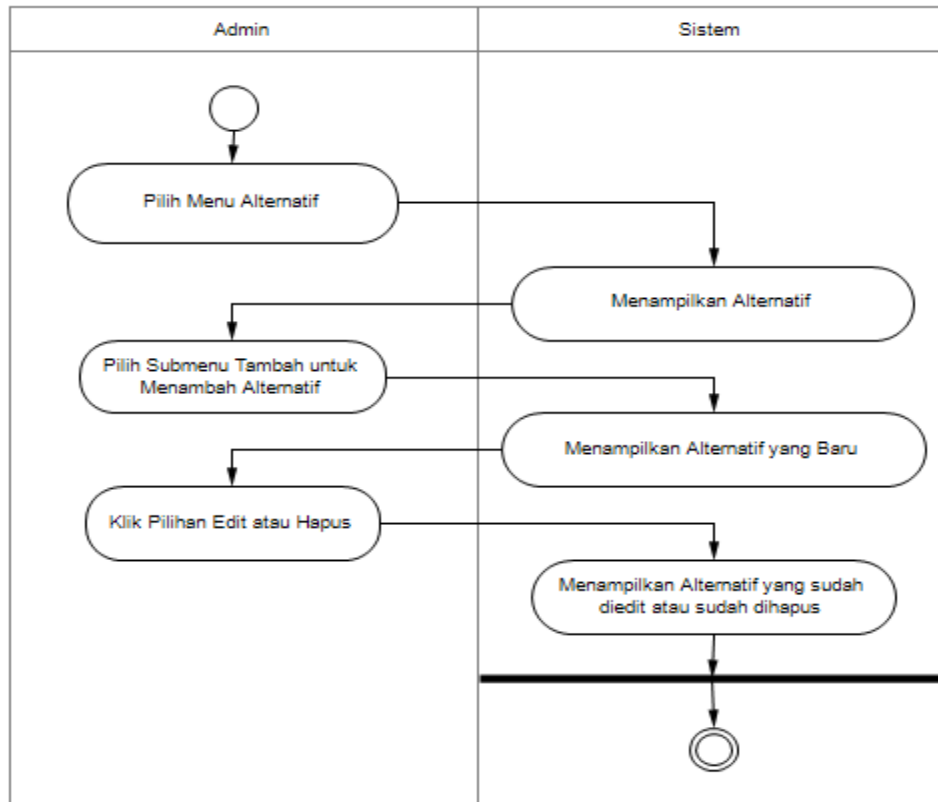 Admin
Sistem
Pilih Menu Alternatif
Menampilkan Alternatif
Pilih Submenu Tambah untuk
Menambah Alternatif
Menampilkan Alternatif yang Baru
Klik Pilihan Edit atau Hapus
Menampilkan Alternatif yang sudah
diedit atau sudah dihapus